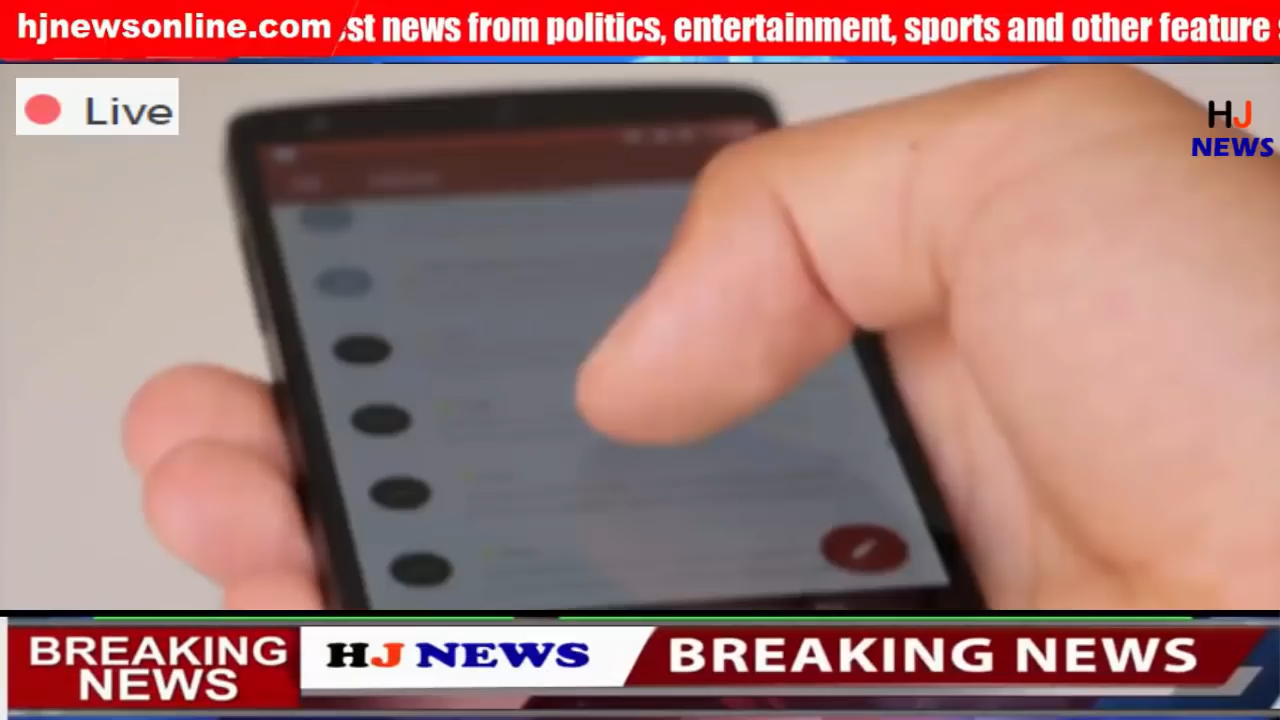 hjnewsonline.com
st news from politics, entertainment, sports and other feature
Live
HJ
NEWS
BREAKING
NEWS
HJ NEWS
BREAKING NEWS